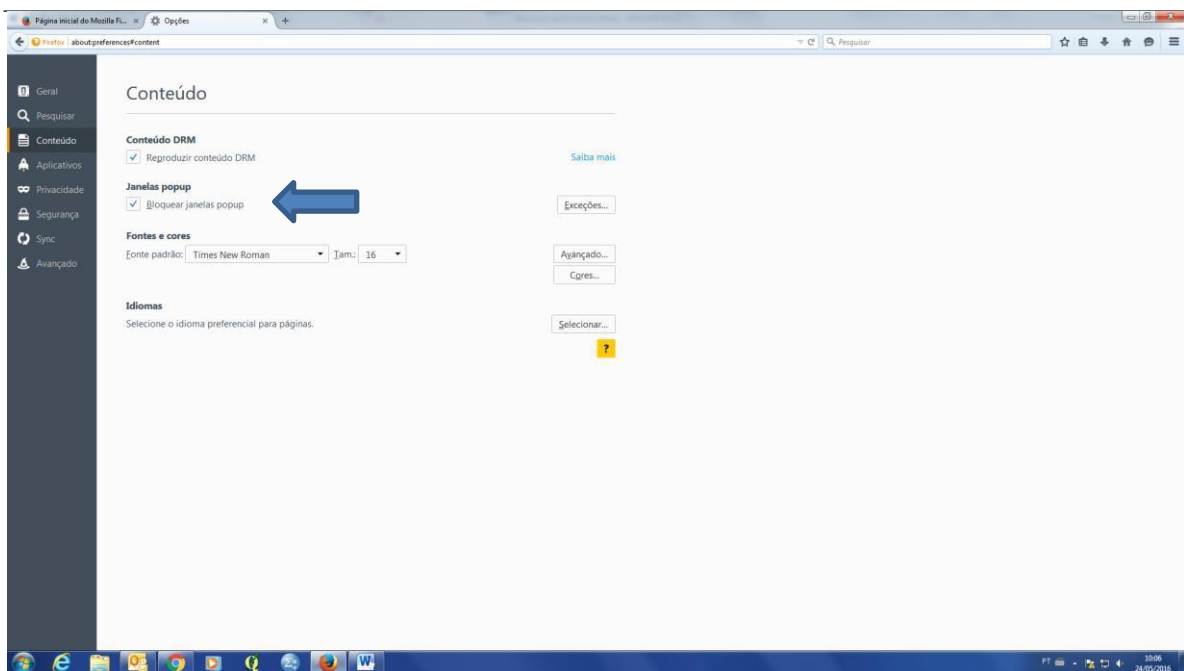 Página inicial do Mozilla Fi... × Opções × +
Firefox about:preferences#content Pesquisar
Geral
Pesquisar
Conteúdo
Aplicativos
Privacidade
Segurança
Sync
Avançado
Conteúdo
Conteúdo DRM
Reproduzir conteúdo DRM Saiba mais
Janelas popup
Bloquear janelas popup Exceções...
Fontes e cores
Fonte padrão: Times New Roman Tam.: 16 Avançado...
Cores...
Idiomas
Selecione o idioma preferencial para páginas. Selecionar...
?
PT 10:06
24/05/2016